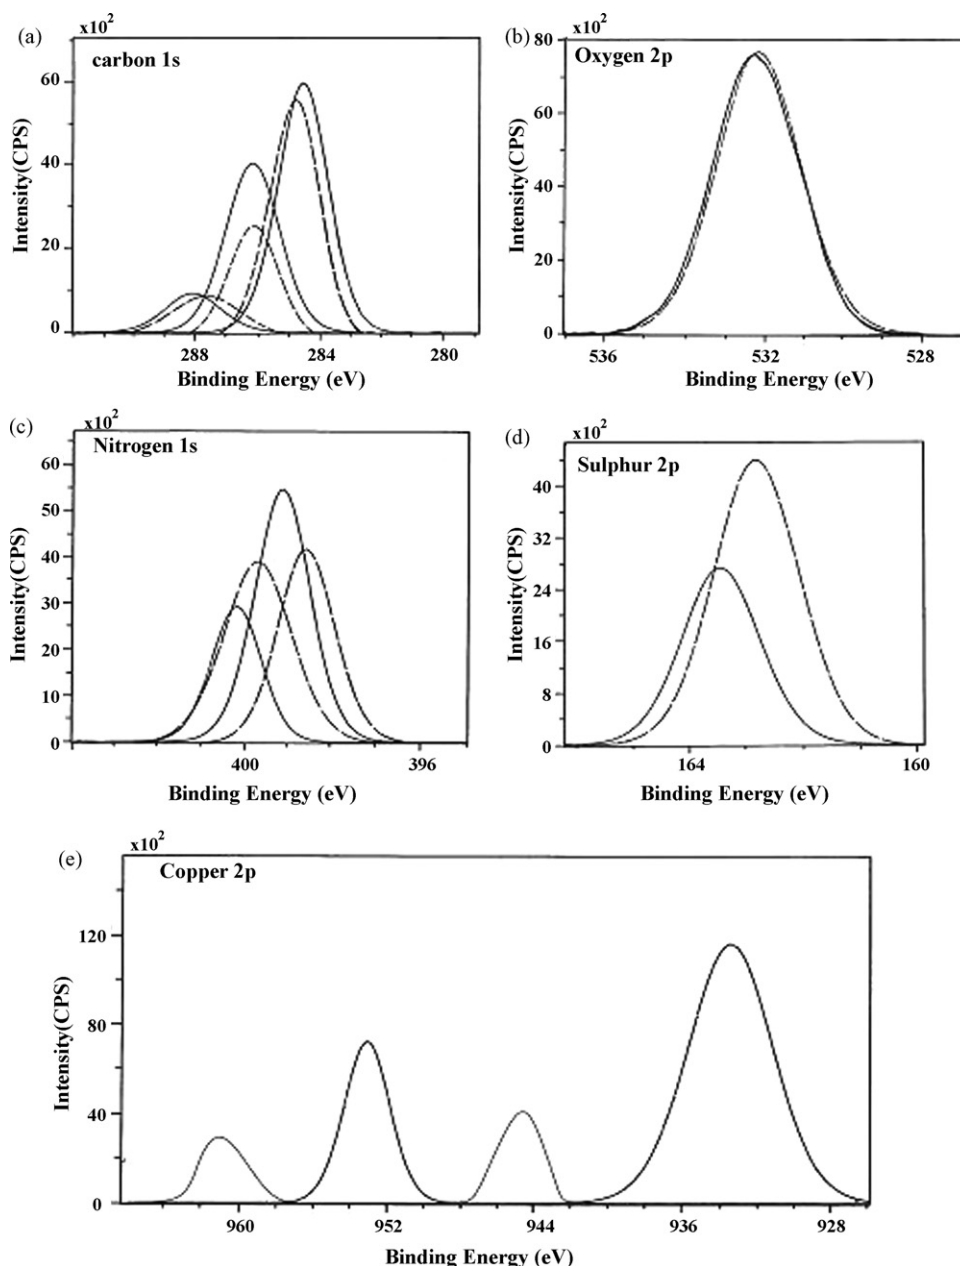 (a)
x10²
carbon 1s
60
40
20
0
288
284
280
Intensity(CPS)
Binding Energy (eV)
(b)
x10²
Oxygen 2p
80
60
40
20
0
536
532
528
Intensity(CPS)
Binding Energy (eV)
(c)
x10²
Nitrogen 1s
60
50
40
30
20
10
0
400
396
Intensity(CPS)
Binding Energy (eV)
(d)
x10²
Sulphur 2p
40
32
24
16
8
0
164
160
Intensity(CPS)
Binding Energy (eV)
(e)
x10²
Copper 2p
120
80
40
0
960
952
944
936
928
Intensity(CPS)
Binding Energy (eV)